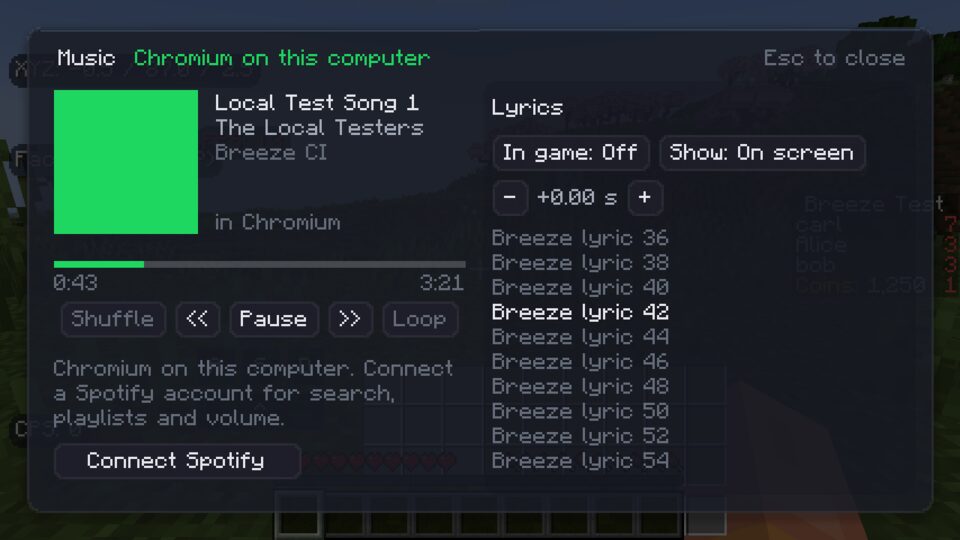 Music Chromium on this computer
Esc to close
Local Test Song 1
The Local Testers
Breeze CI
in Chromium
0:43
3:21
Shuffle << Pause >> Loop
Chromium on this computer. Connect
a Spotify account for search,
playlists and volume.
Connect Spotify
Lyrics
In game: Off
Show: On screen
- +0.00 s +
Breeze lyric 36
Breeze lyric 38
Breeze lyric 40
Breeze lyric 42
Breeze lyric 44
Breeze lyric 46
Breeze lyric 48
Breeze lyric 50
Breeze lyric 52
Breeze lyric 54
Breeze Test
carl
Alice
bob
Coins: 1,250